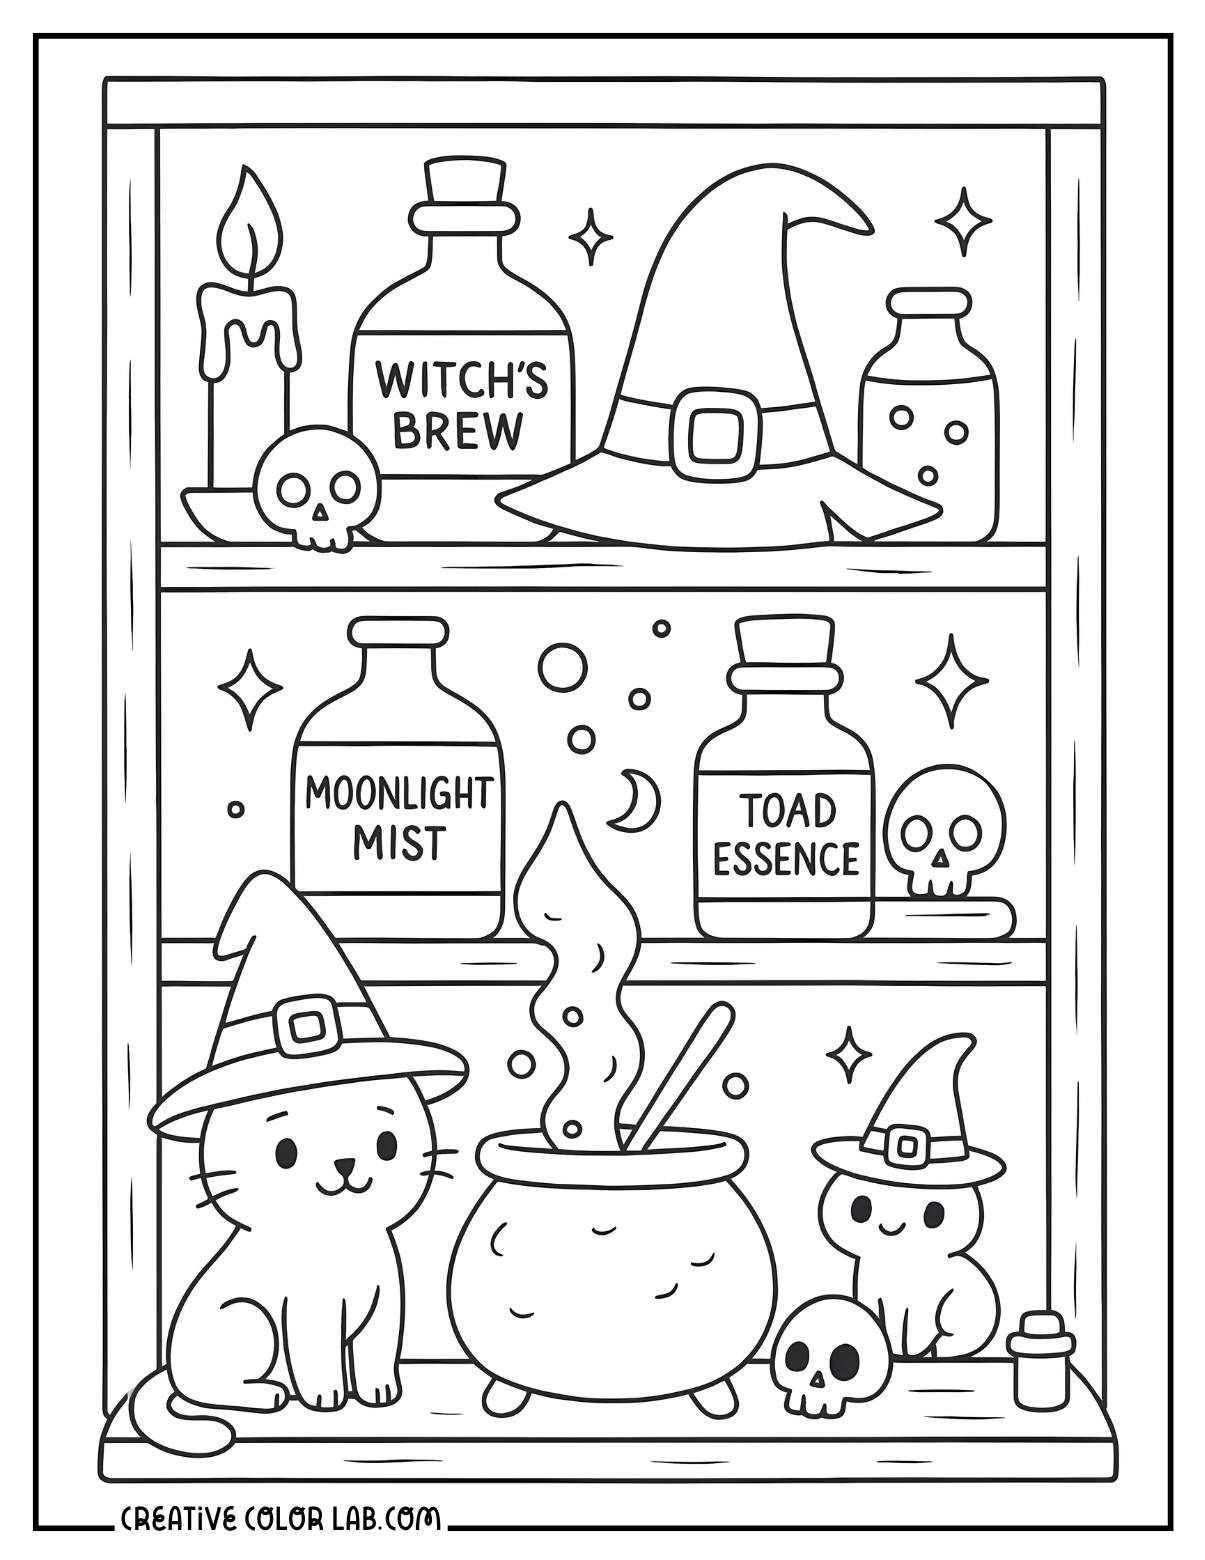 WITCH'S
BREW
MOONLIGHT
MIST
TOAD
ESSENCE
CREATIVE COLOR LAB.COM